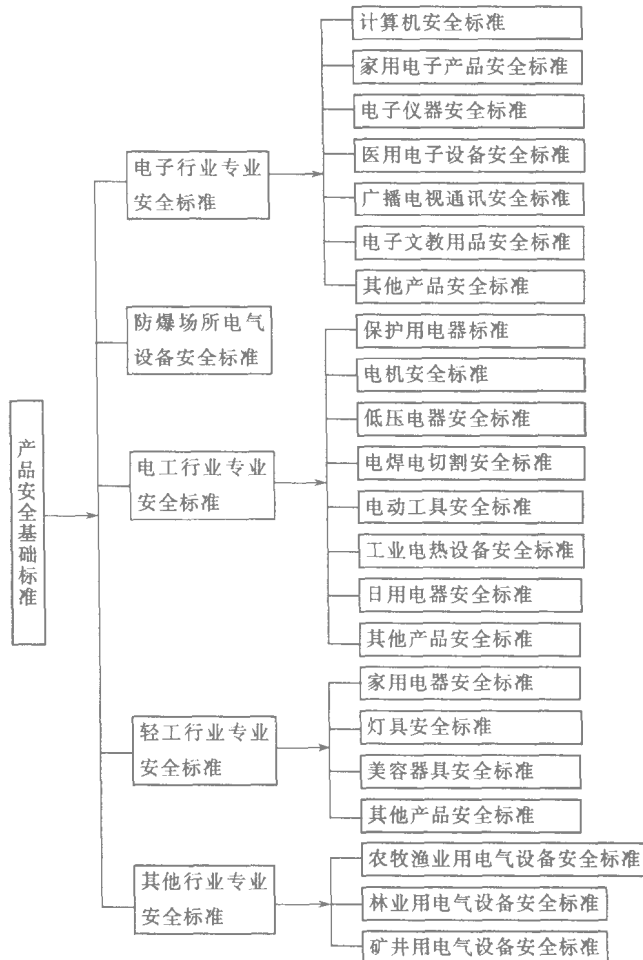 产品安全基础标准
电子行业专业
安全标准
计算机安全标准
家用电子产品安全标准
电子仪器安全标准
医用电子设备安全标准
广播电视通讯安全标准
电子文教用品安全标准
其他产品安全标准
防爆场所电气
设备安全标准
电工行业专业
安全标准
保护用电器标准
电机安全标准
低压电器安全标准
电焊电切割安全标准
电动工具安全标准
工业电热设备安全标准
日用电器安全标准
其他产品安全标准
轻工行业专业
安全标准
家用电器安全标准
灯具安全标准
美容器具安全标准
其他产品安全标准
其他行业专业
安全标准
农牧渔业用电气设备安全标准
林业用电气设备安全标准
矿井用电气设备安全标准